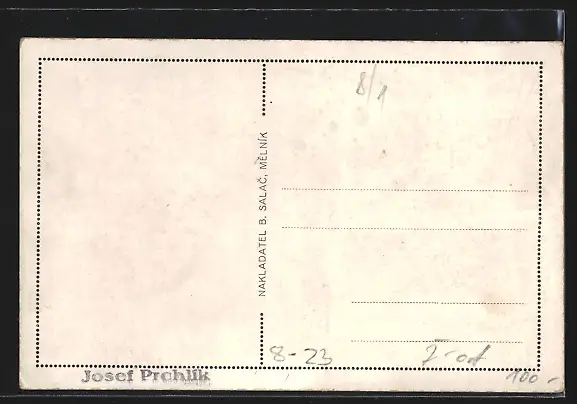 8/1
NAKLADATEL B. SALAČ, MĚLNÍK
8-23
Josef Prchlík
100-